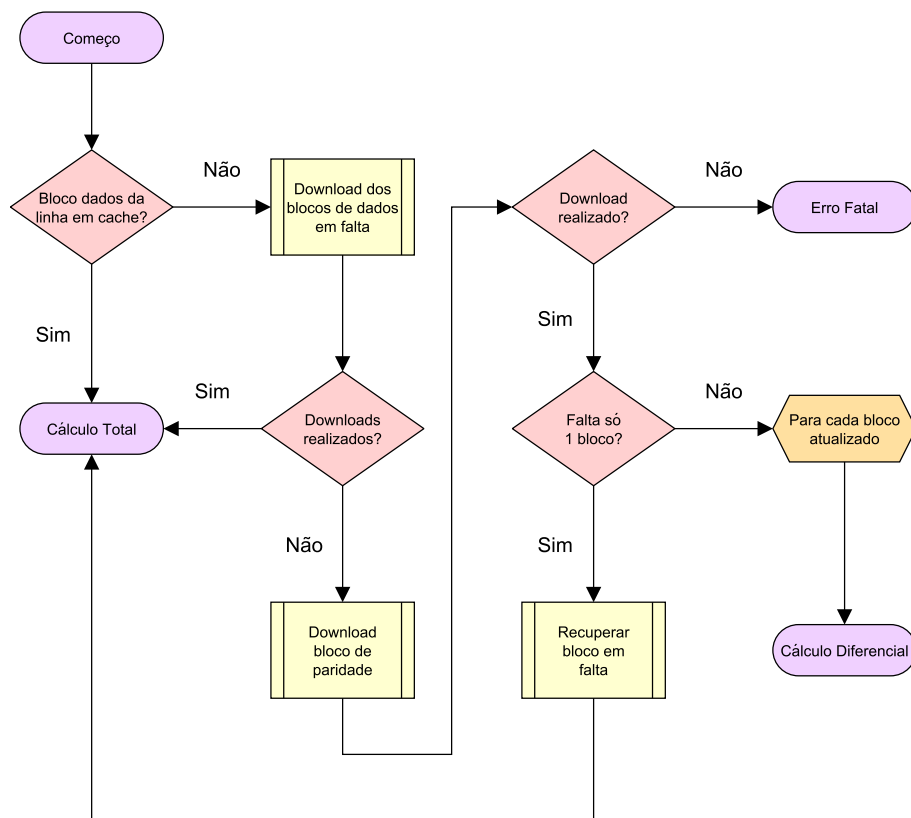 Começo
Bloco dados da
linha em cache?
Não
Download dos
blocos de dados
em falta
Sim
Cálculo Total
Sim
Downloads
realizados?
Não
Download
bloco de
paridade
Download
realizado?
Não
Erro Fatal
Sim
Falta só
1 bloco?
Não
Para cada bloco
atualizado
Sim
Recuperar
bloco em
falta
Cálculo Diferencial